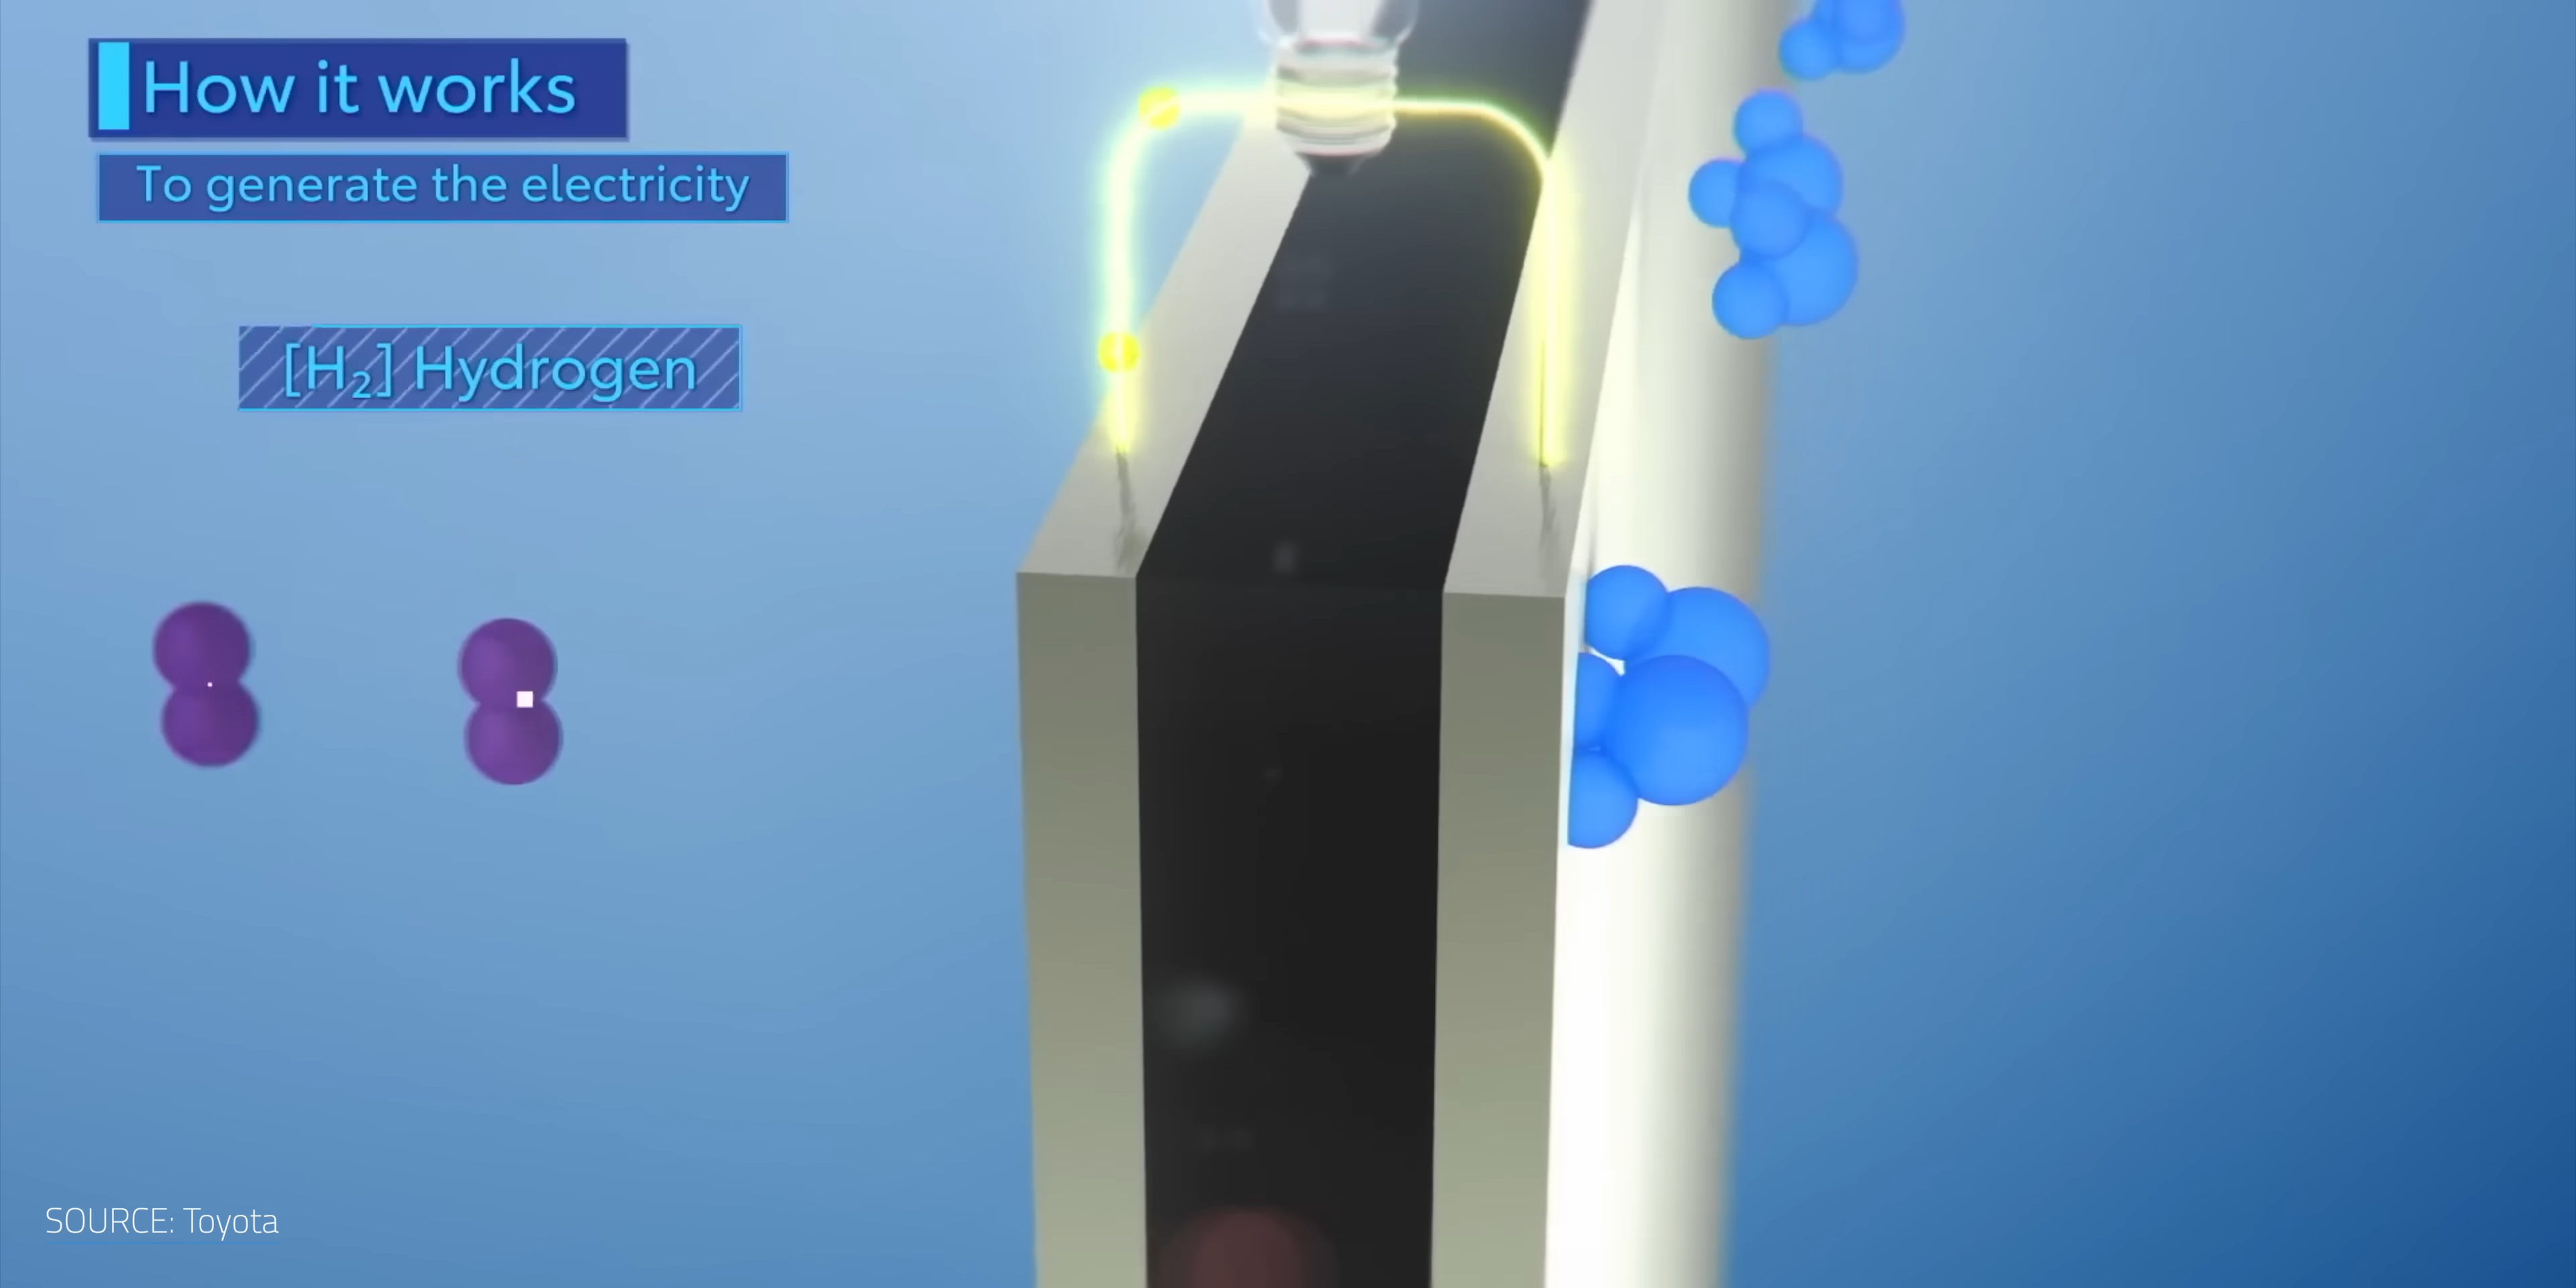 How it works
To generate the electricity
[H₂] Hydrogen
SOURCE: Toyota